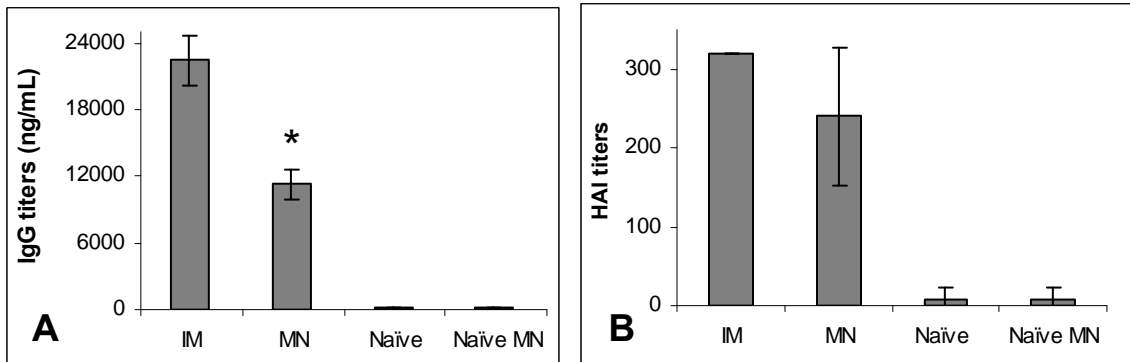 IgG titers (ng/mL)
24000
18000
12000
6000
0
*
A
IM MN Naïve Naïve MN
HAI titers
300
200
100
0
B
IM MN Naïve Naïve MN